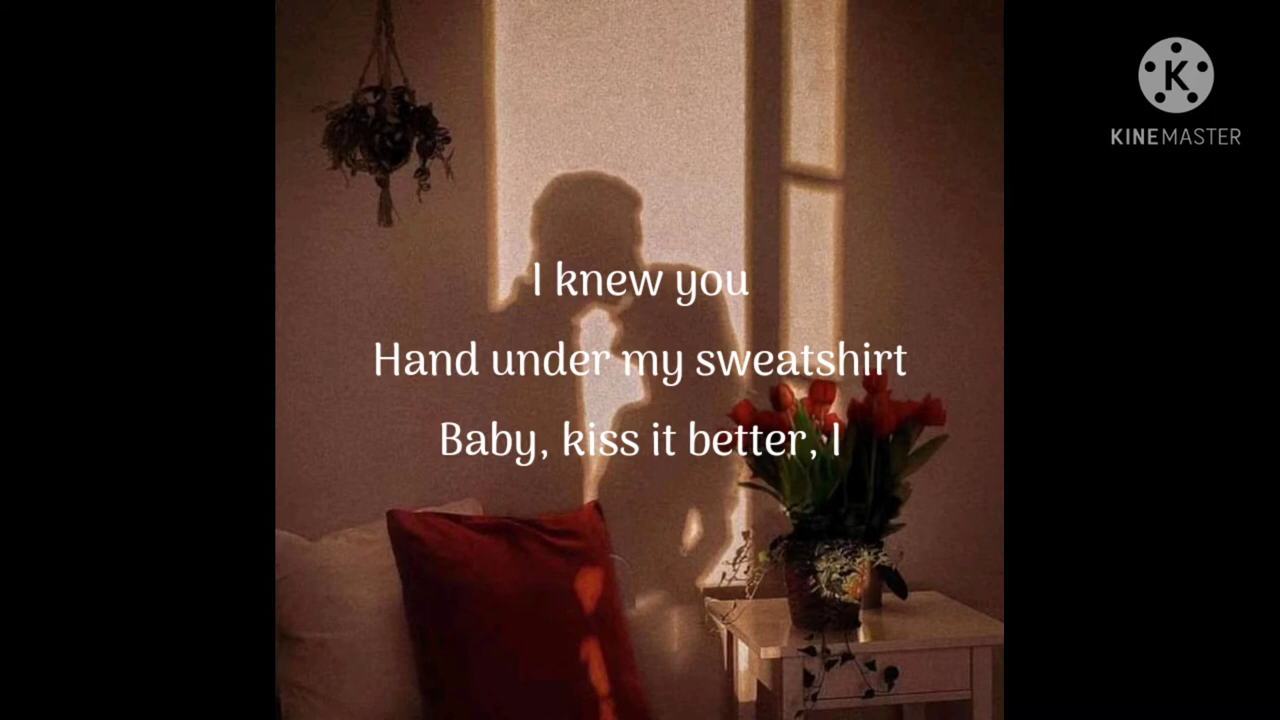 I knew you
Hand under my sweatshirt
Baby, kiss it better, I
K
KINEMASTER